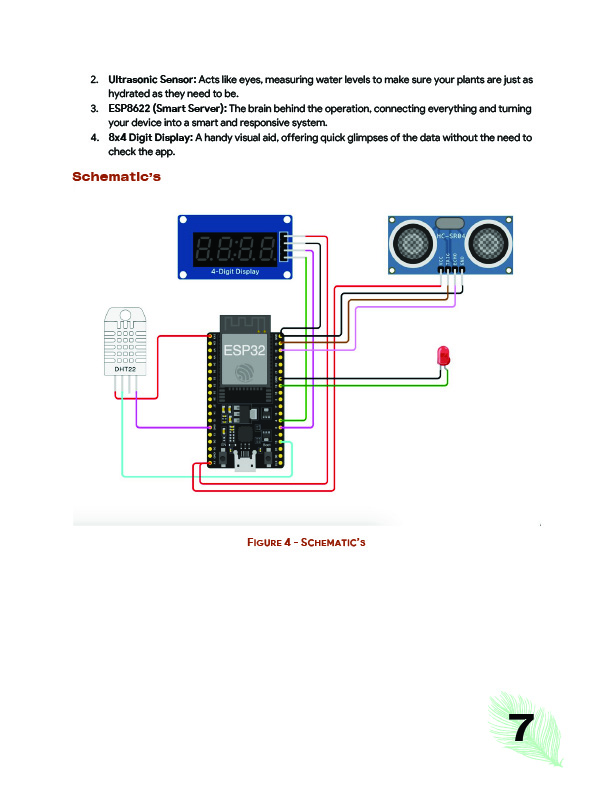 2. Ultrasonic Sensor: Acts like eyes, measuring water levels to make sure your plants are just as
hydrated as they need to be.
3. ESP8622 (Smart Server): The brain behind the operation, connecting everything and turning
your device into a smart and responsive system.
4. 8x4 Digit Display: A handy visual aid, offering quick glimpses of the data without the need to
check the app.
Schematic's
4-Digit Display
HC-SR04
VCC
TRIG
ECHO
GND
ESP32
DHT22
Figure 4 - Schematic's
7